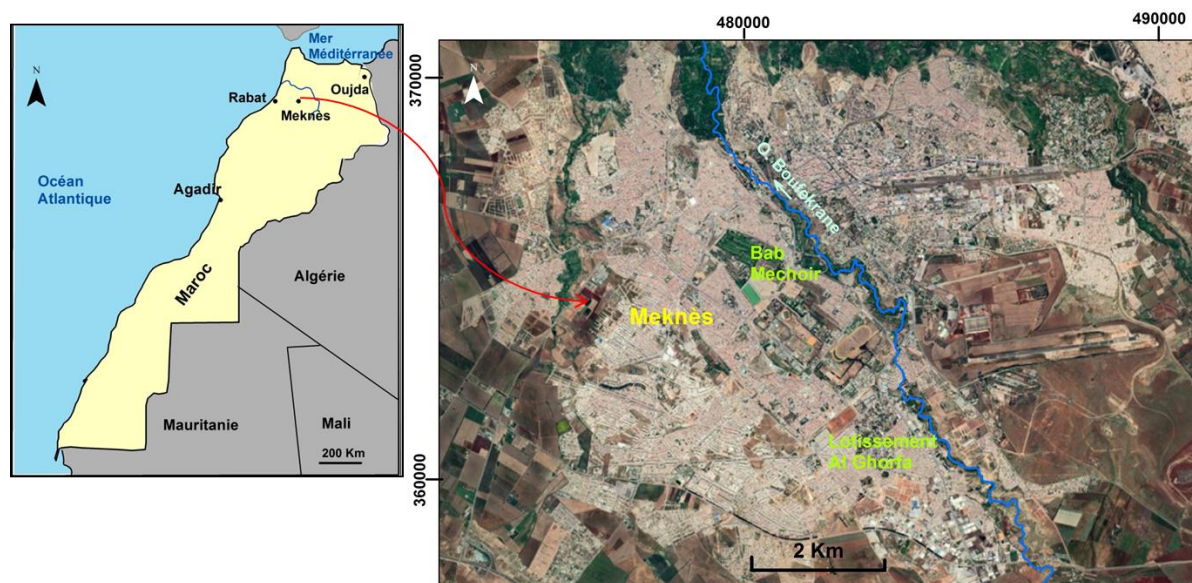 Mer
Méditérranée
N
Oujda
Rabat
Meknès
Océan
Atlantique
Agadir
Algérie
Maroc
Mauritanie
Mali
200 Km
480000
490000
370000
N
O. Boufekrane
Bab
Mechoir
Meknès
Lotissement
Al Ghorfa
360000
2 Km